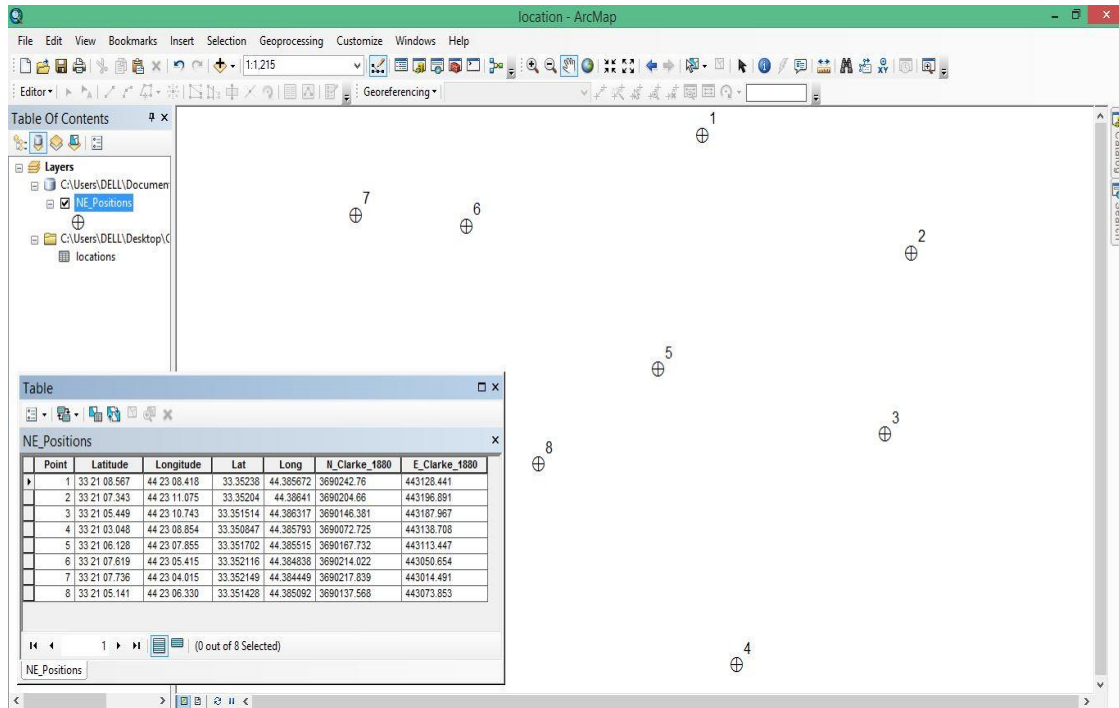 location - ArcMap
File Edit View Bookmarks Insert Selection Geoprocessing Customize Windows Help
1:1,215
Editor Georeferencing
Table Of Contents
Layers
C:\Users\DELL\Documen
NE_Positions
C:\Users\DELL\Desktop\C
locations
1
7
6
2
5
3
8
4
Catalog
Search
Table
NE_Positions
Point Latitude Longitude Lat Long N_Clarke_1880 E_Clarke_1880
1 33 21 08.567 44 23 08.418 33.35238 44.385672 3690242.76 443128.441
2 33 21 07.343 44 23 11.075 33.35204 44.38641 3690204.66 443196.891
3 33 21 05.449 44 23 10.743 33.351514 44.386317 3690146.381 443187.967
4 33 21 03.048 44 23 08.854 33.350847 44.385793 3690072.725 443138.708
5 33 21 06.128 44 23 07.855 33.351702 44.385515 3690167.732 443113.447
6 33 21 07.619 44 23 05.415 33.352116 44.384838 3690214.022 443050.654
7 33 21 07.736 44 23 04.015 33.352149 44.384449 3690217.839 443014.491
8 33 21 05.141 44 23 06.330 33.351428 44.385092 3690137.568 443073.853
1 (0 out of 8 Selected)
NE_Positions